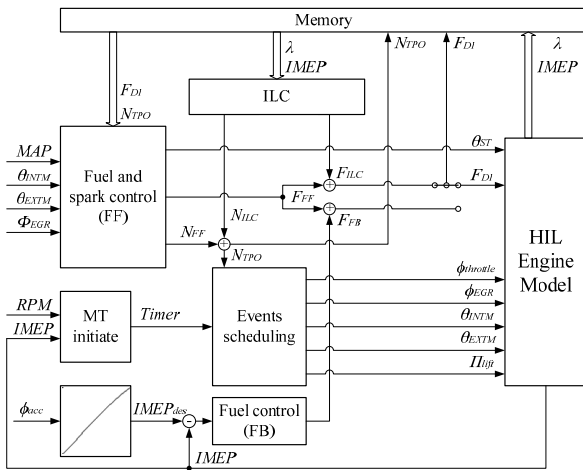 Memory
λ
IMEP
ILC
F_DI
N_TPO
N_TPO
F_DI
λ
IMEP
MAP
θ_INTM
θ_EXTM
Φ_EGR
Fuel and
spark control
(FF)
θ_ST
F_ILC
F_DI
F_FF
F_FB
N_ILC
N_FF
N_TPO
HIL
Engine
Model
RPM
IMEP
MT
initiate
Timer
Events
scheduling
ϕ_throttle
ϕ_EGR
θ_INTM
θ_EXTM
Π_lift
ϕ_acc
IMEP_des
Fuel control
(FB)
IMEP